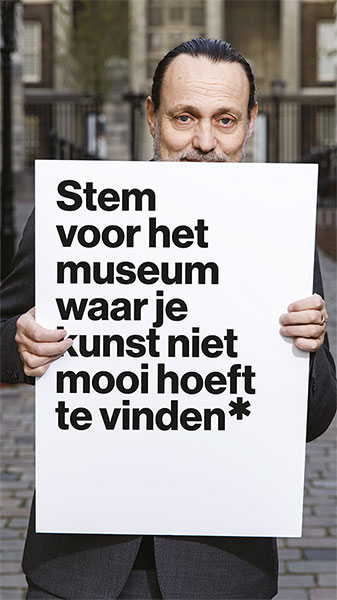 Stem
voor het
museum
waar je
kunst niet
mooi hoeft
te vinden*